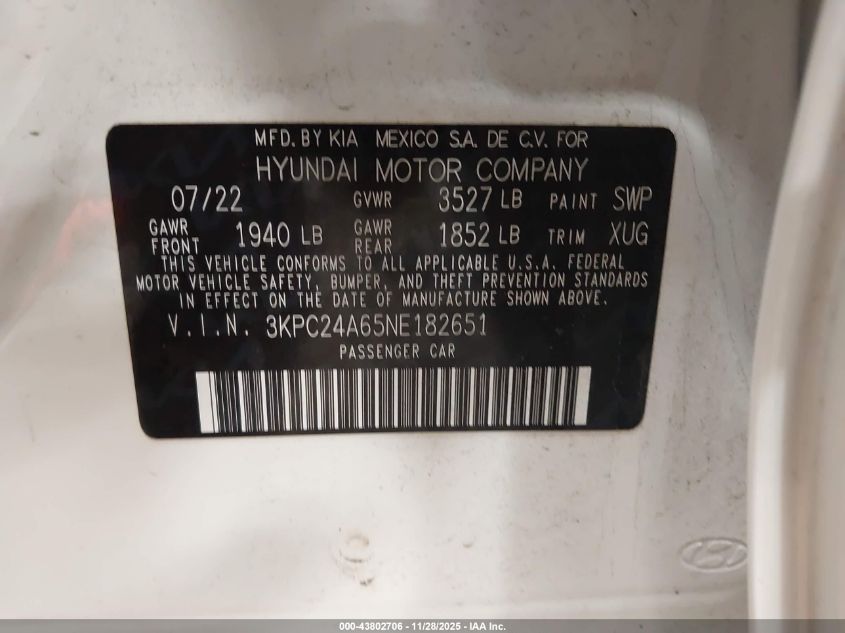 MFD. BY KIA MEXICO S.A. DE C.V. FOR
HYUNDAI MOTOR COMPANY
07/22 GVWR 3527 LB PAINT SWP
GAWR FRONT 1940 LB GAWR REAR 1852 LB TRIM XUG
THIS VEHICLE CONFORMS TO ALL APPLICABLE U.S.A. FEDERAL
MOTOR VEHICLE SAFETY, BUMPER, AND THEFT PREVENTION STANDARDS
IN EFFECT ON THE DATE OF MANUFACTURE SHOWN ABOVE.
V.I.N. 3KPC24A65NE182651
PASSENGER CAR
000-43802706 - 11/28/2025 - IAA Inc.